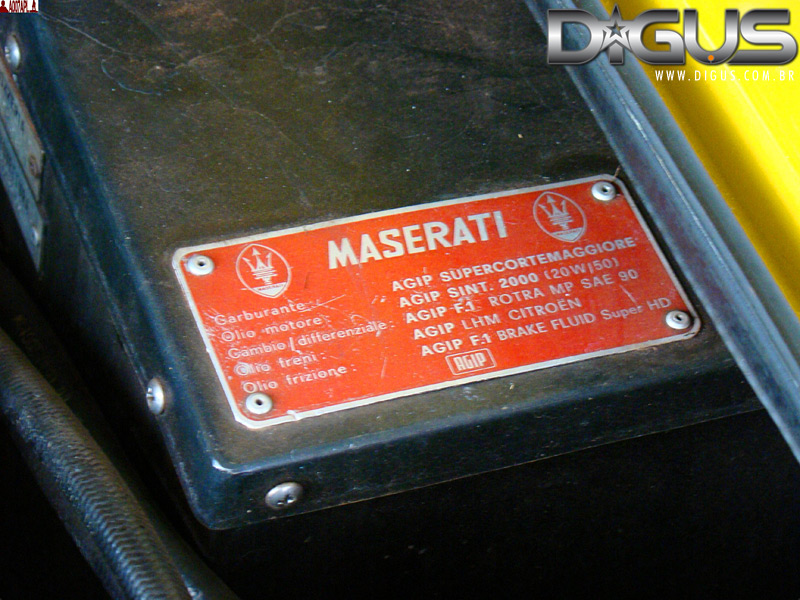 DIGUS
WWW.DIGUS.COM.BR
MASERATI
Carburante: AGIP SUPERCORTEMAGGIORE
Olio motore: AGIP SINT. 2000 (20W/50)
Cambio/differenziale: AGIP F.1 ROTRA MP SAE 90
Olio freni: AGIP LHM CITROËN
Olio frizione: AGIP F.1 BRAKE FLUID Super HD
AGIP